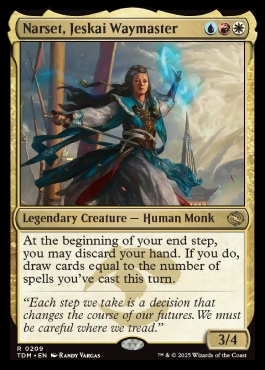 Narset, Jeskai Waymaster
Legendary Creature — Human Monk
At the beginning of your end step,
you may discard your hand. If you do,
draw cards equal to the number of
spells you've cast this turn.
“Each step we take is a decision that
changes the course of our futures. We
must be careful where we tread.”
3/4
R 0209
TDM • EN RANDY VARGAS
™ & © 2025 Wizards of the Coast